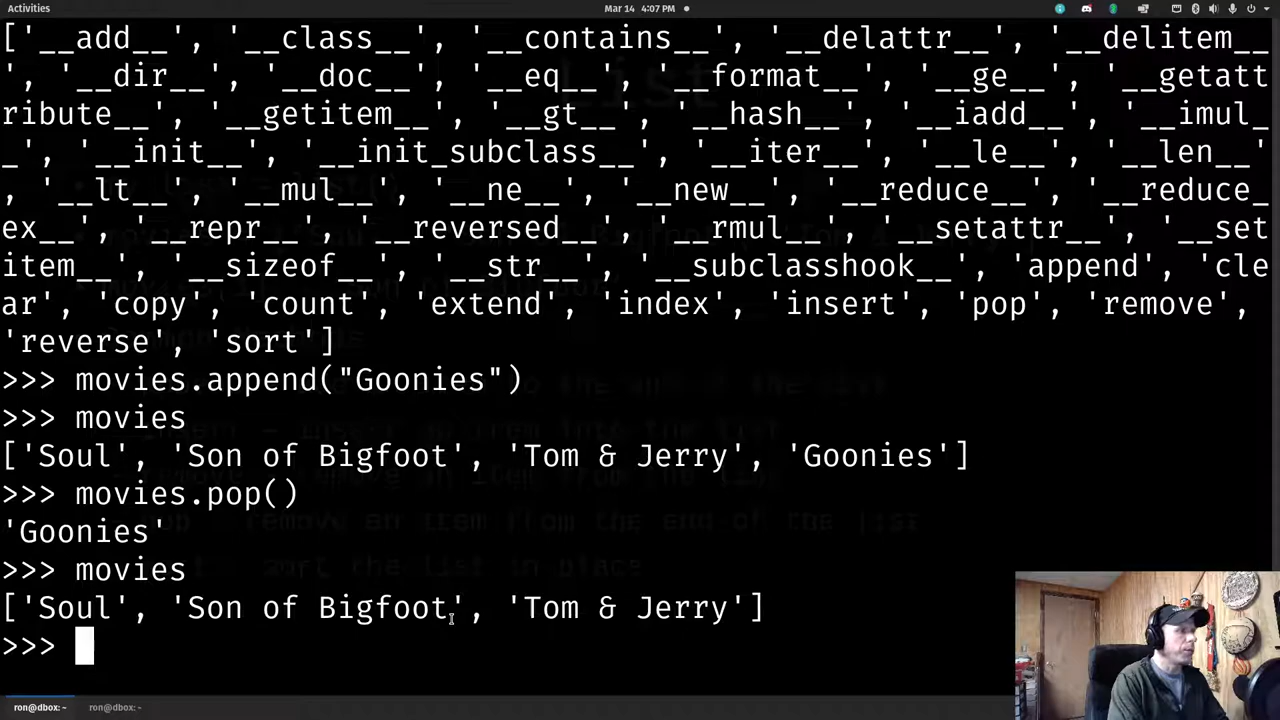 Activities
Mar 14 4:07 PM
['__add__', '__class__', '__contains__', '__delattr__', '__delitem__
', '__dir__', '__doc__', '__eq__', '__format__', '__ge__', '__getatt
ribute__', '__getitem__', '__gt__', '__hash__', '__iadd__', '__imul_
_', '__init__', '__init_subclass__', '__iter__', '__le__', '__len__'
, '__lt__', '__mul__', '__ne__', '__new__', '__reduce__', '__reduce_
ex__', '__repr__', '__reversed__', '__rmul__', '__setattr__', '__set
item__', '__sizeof__', '__str__', '__subclasshook__', 'append', 'cle
ar', 'copy', 'count', 'extend', 'index', 'insert', 'pop', 'remove',
'reverse', 'sort']
>>> movies.append("Goonies")
>>> movies
['Soul', 'Son of Bigfoot', 'Tom & Jerry', 'Goonies']
>>> movies.pop()
'Goonies'
>>> movies
['Soul', 'Son of Bigfoot', 'Tom & Jerry']
>>>
ron@dbox: ~
ron@dbox: ~